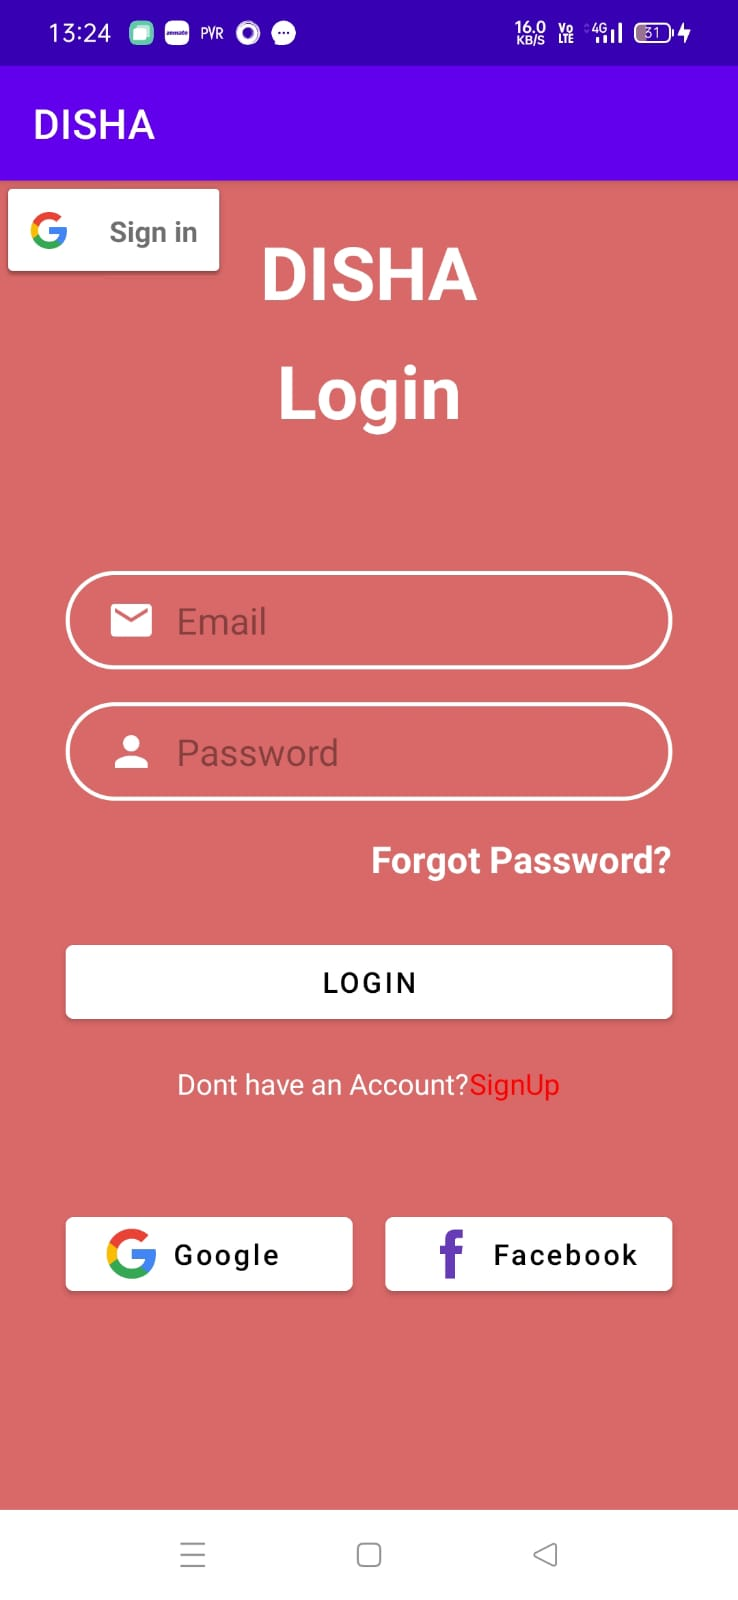 13:24 PVR 16.0 KB/S Vo LTE 4G 31
DISHA
Sign in
DISHA
Login
Email
Password
Forgot Password?
LOGIN
Dont have an Account?SignUp
Google Facebook